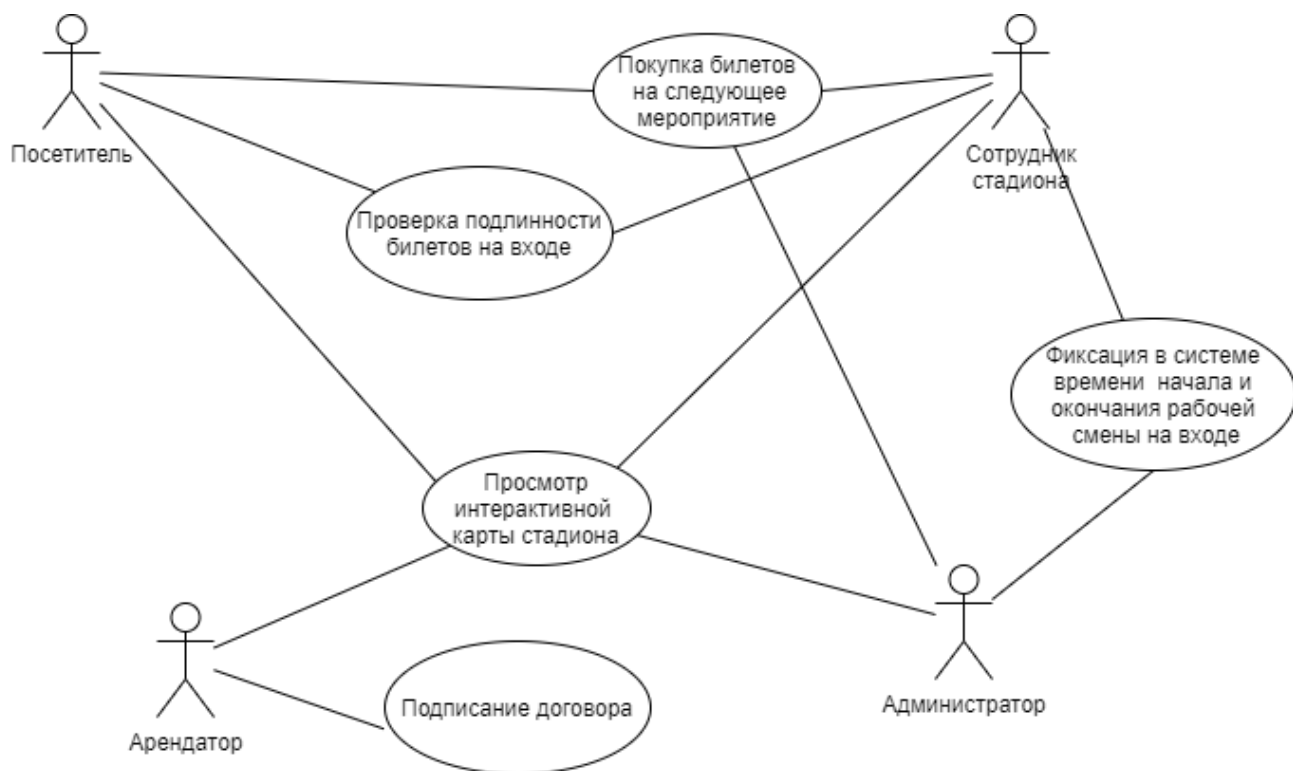 Покупка билетов
на следующее
мероприятие
Посетитель
Сотрудник
стадиона
Проверка подлинности
билетов на входе
Фиксация в системе
времени начала и
окончания рабочей
смены на входе
Просмотр
интерактивной
карты стадиона
Подписание договора
Администратор
Арендатор